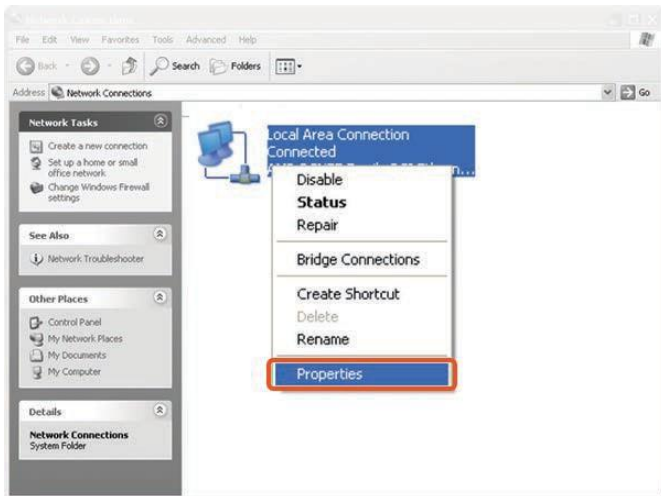 Network Connections
File Edit View Favorites Tools Advanced Help
Back Search Folders
Address Network Connections Go
Network Tasks
Create a new connection
Set up a home or small
office network
Change Windows Firewall
settings
See Also
Network Troubleshooter
Other Places
Control Panel
My Network Places
My Documents
My Computer
Details
Network Connections
System Folder
Local Area Connection
Connected
Disable
Status
Repair
Bridge Connections
Create Shortcut
Delete
Rename
Properties